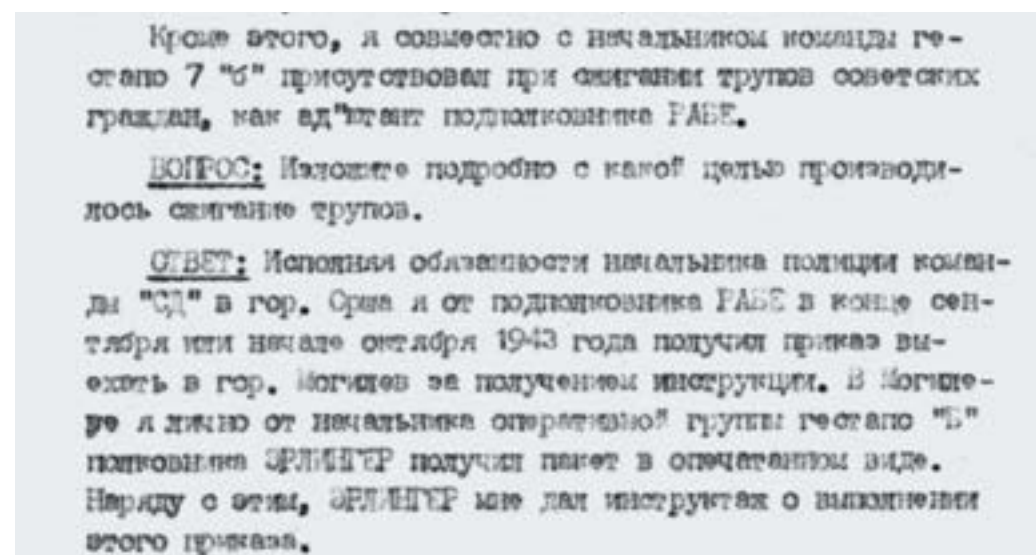 Кроме этого, я совместно с начальником команды ге-
стапо 7 "б" присутствовал при сжигании трупов советских
граждан, как ад"ютант подполковника РАБЕ.
ВОПРОС: Изложите подробно с какой целью производи-
лось сжигание трупов.
ОТВЕТ: Исполняя обязанности начальника полиции коман-
ды "СД" в гор. Орша я от подполковника РАБЕ в конце сен-
тября или начале октября 1943 года получил приказ вы-
ехать в гор. Могилев за получением инструкции. В Могиле-
ве я лично от начальника оперативной группы гестапо "Б"
полковника ЭРЛИНГЕР получил пакет в опечатанном виде.
Наряду с этим, ЭРЛИНГЕР мне дал инструктаж о выполнении
этого приказа.